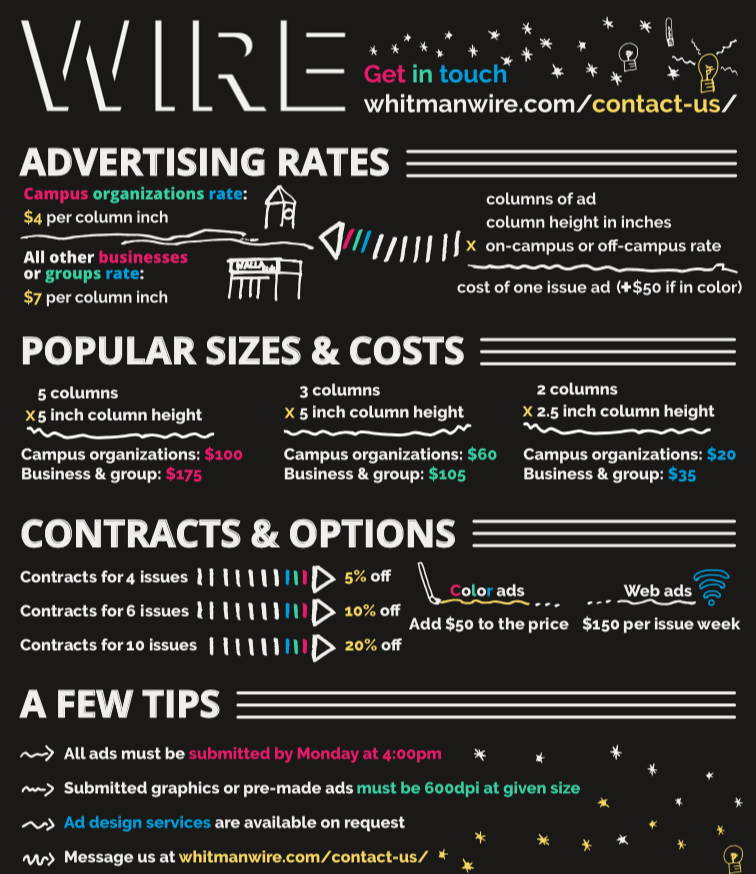 WIRE
Get in touch
whitmanwire.com/contact-us/
ADVERTISING RATES
Campus organizations rate:
$4 per column inch
All other businesses
or groups rate:
$7 per column inch
WALLA
columns of ad
column height in inches
x on-campus or off-campus rate
cost of one issue ad (+$50 if in color)
POPULAR SIZES & COSTS
5 columns
X 5 inch column height
Campus organizations: $100
Business & group: $175
3 columns
X 5 inch column height
Campus organizations: $60
Business & group: $105
2 columns
X 2.5 inch column height
Campus organizations: $20
Business & group: $35
CONTRACTS & OPTIONS
Contracts for 4 issues 5% off
Contracts for 6 issues 10% off
Contracts for 10 issues 20% off
Color ads
Add $50 to the price
Web ads
$150 per issue week
A FEW TIPS
All ads must be submitted by Monday at 4:00pm
Submitted graphics or pre-made ads must be 600dpi at given size
Ad design services are available on request
Message us at whitmanwire.com/contact-us/